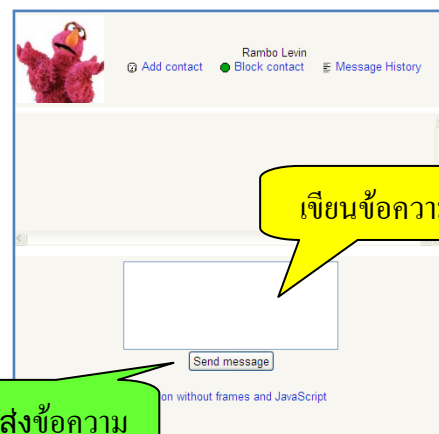 Rambo Levin
Add contact Block contact Message History
เขียนข้อควา
Send message
on without frames and JavaScript
ส่งข้อความ